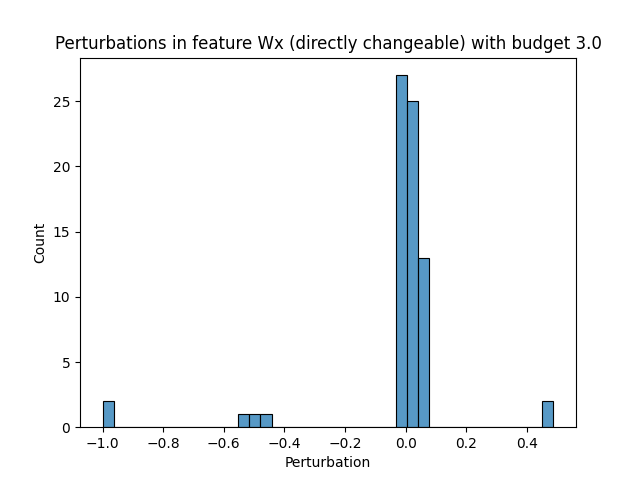 Perturbations in feature Wx (directly changeable) with budget 3.0
25
20
15
10
5
0
Count
−1.0 −0.8 −0.6 −0.4 −0.2 0.0 0.2 0.4
Perturbation